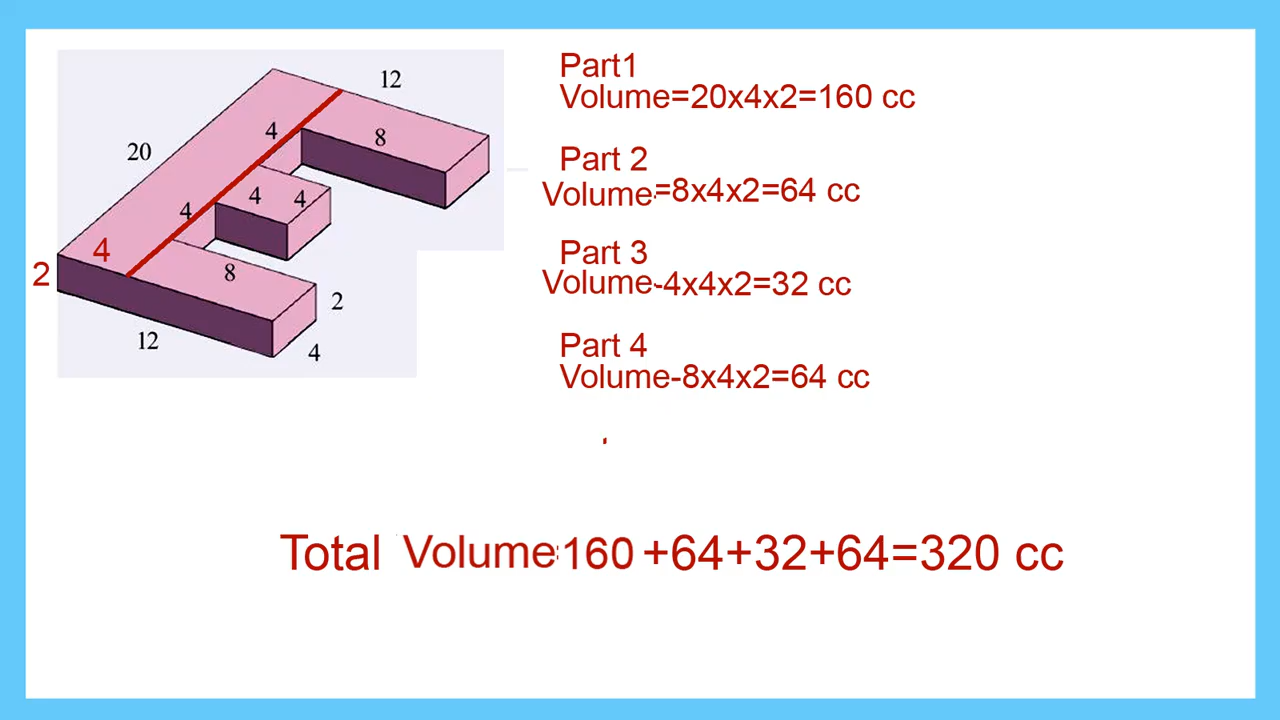 12
4
8
20
4
4
4
4
2
8
2
12
4
Part1
Volume=20x4x2=160 cc
Part 2
Volume=8x4x2=64 cc
Part 3
Volume-4x4x2=32 cc
Part 4
Volume-8x4x2=64 cc
Total Volume:160 +64+32+64=320 cc